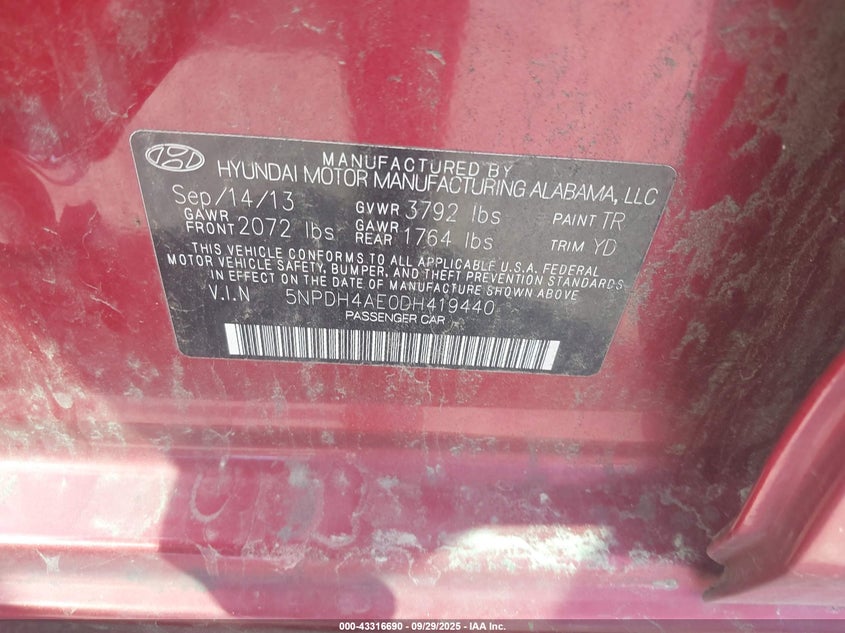 MANUFACTURED BY
HYUNDAI MOTOR MANUFACTURING ALABAMA, LLC
Sep/14/13 GVWR 3792 lbs PAINT TR
GAWR FRONT 2072 lbs GAWR REAR 1764 lbs TRIM YD
THIS VEHICLE CONFORMS TO ALL APPLICABLE U.S.A. FEDERAL
MOTOR VEHICLE SAFETY, BUMPER, AND THEFT PREVENTION STANDARDS
IN EFFECT ON THE DATE OF MANUFACTURE SHOWN ABOVE.
V.I.N 5NPDH4AE0DH419440
PASSENGER CAR
000-43316690 - 09/29/2025 - IAA Inc.